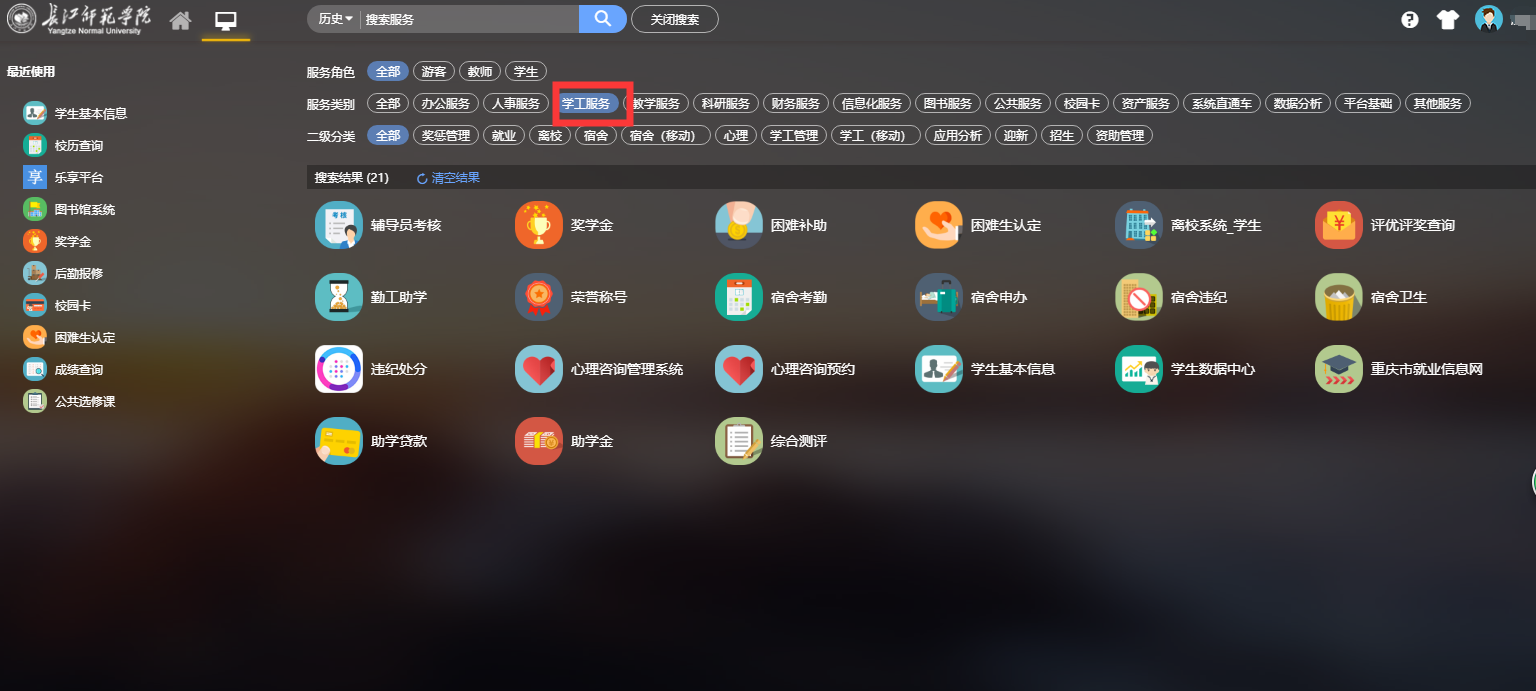 长江师范学院
Yangtze Normal University
历史 搜索服务 关闭搜索
最近使用
学生基本信息
校历查询
享 乐享平台
图书馆系统
奖学金
后勤报修
校园卡
困难生认定
成绩查询
公共选修课
服务角色 全部 游客 教师 学生
服务类别 全部 办公服务 人事服务 学工服务 教学服务 科研服务 财务服务 信息化服务 图书服务 公共服务 校园卡 资产服务 系统直通车 数据分析 平台基础 其他服务
二级分类 全部 奖惩管理 就业 离校 宿舍 宿舍（移动） 心理 学工管理 学工（移动） 应用分析 迎新 招生 资助管理
搜索结果 (21) 清空结果
考核 辅导员考核 奖学金 困难补助 困难生认定 离校系统_学生 ¥ 评优评奖查询
勤工助学 荣誉称号 宿舍考勤 宿舍申办 宿舍违纪 宿舍卫生
违纪处分 心理咨询管理系统 心理咨询预约 学生基本信息 学生数据中心 重庆市就业信息网
助学贷款 助学金 综合测评